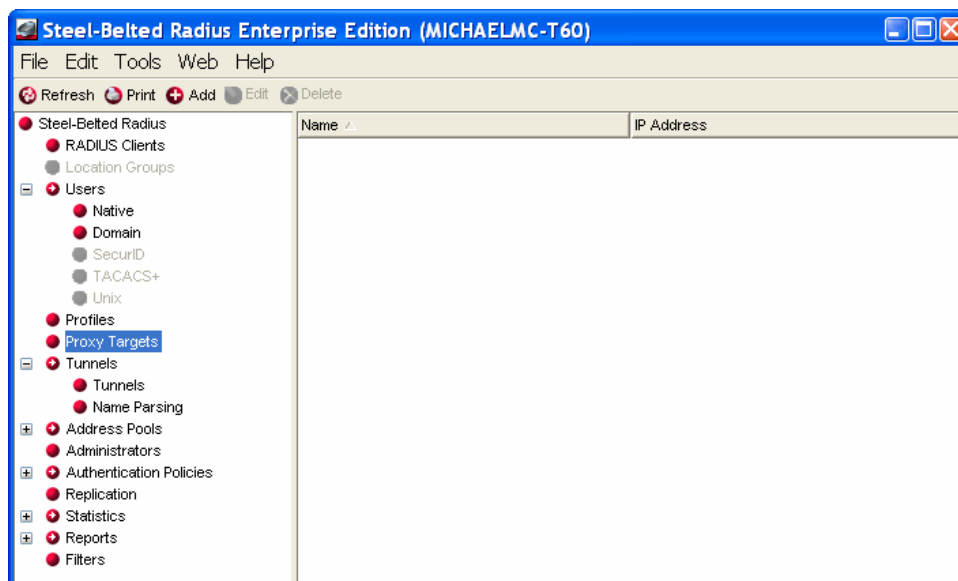 Steel-Belted Radius Enterprise Edition (MICHAELMC-T60)
File Edit Tools Web Help
Refresh Print Add Edit Delete
Steel-Belted Radius
RADIUS Clients
Location Groups
Users
Native
Domain
SecurID
TACACS+
Unix
Profiles
Proxy Targets
Tunnels
Tunnels
Name Parsing
Address Pools
Administrators
Authentication Policies
Replication
Statistics
Reports
Filters
Name IP Address